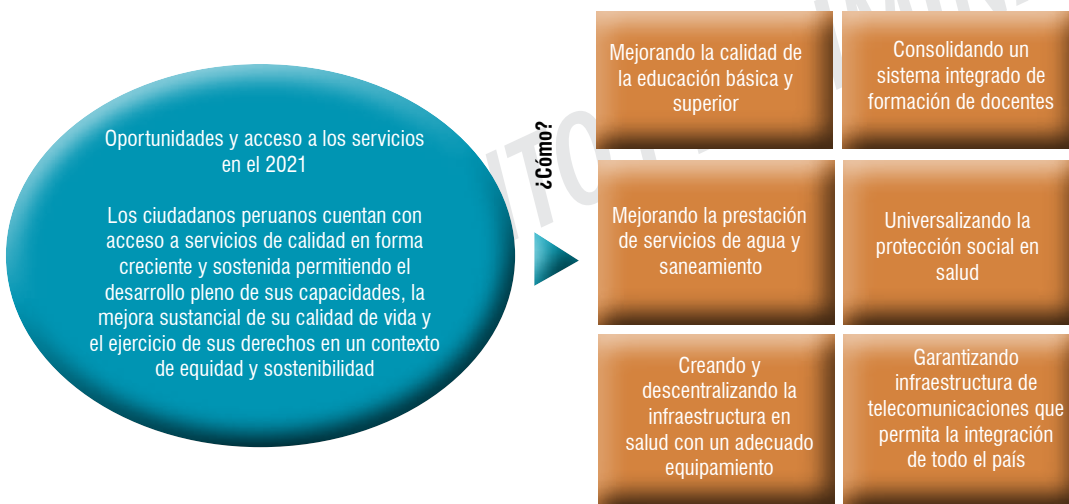 Oportunidades y acceso a los servicios
en el 2021
Los ciudadanos peruanos cuentan con
acceso a servicios de calidad en forma
creciente y sostenida permitiendo el
desarrollo pleno de sus capacidades, la
mejora sustancial de su calidad de vida y
el ejercicio de sus derechos en un contexto
de equidad y sostenibilidad
¿Cómo?
Mejorando la calidad de
la educación básica y
superior
Consolidando un
sistema integrado de
formación de docentes
Mejorando la prestación
de servicios de agua y
saneamiento
Universalizando la
protección social en
salud
Creando y
descentralizando la
infraestructura en
salud con un adecuado
equipamiento
Garantizando
infraestructura de
telecomunicaciones que
permita la integración
de todo el país